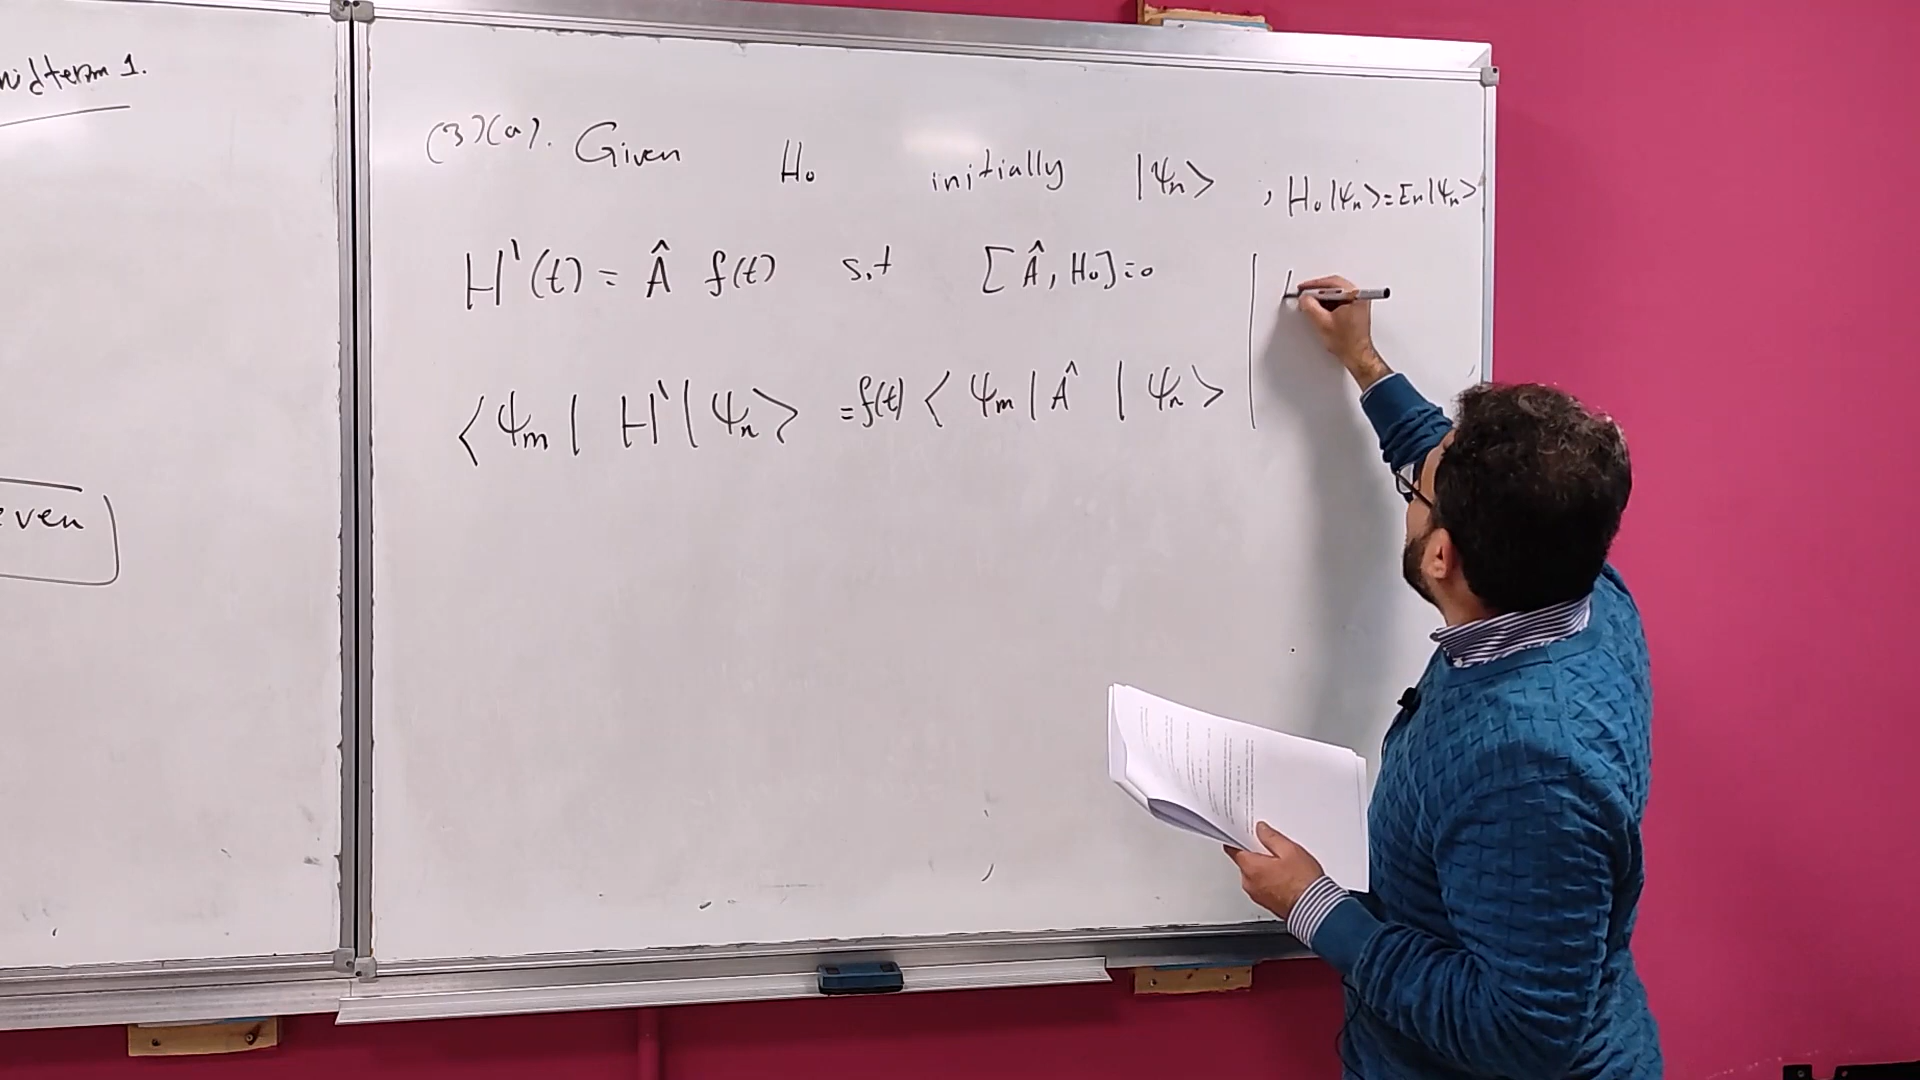 midterm 1.
even
(3)(a). Given H₀ initially |ψₙ> , H₀|ψₙ>=Eₙ|ψₙ>
H'(t) = Â f(t) s.t [Â, H₀]=0
<ψₘ| H'|ψₙ> =f(t) <ψₘ|Â |ψₙ>